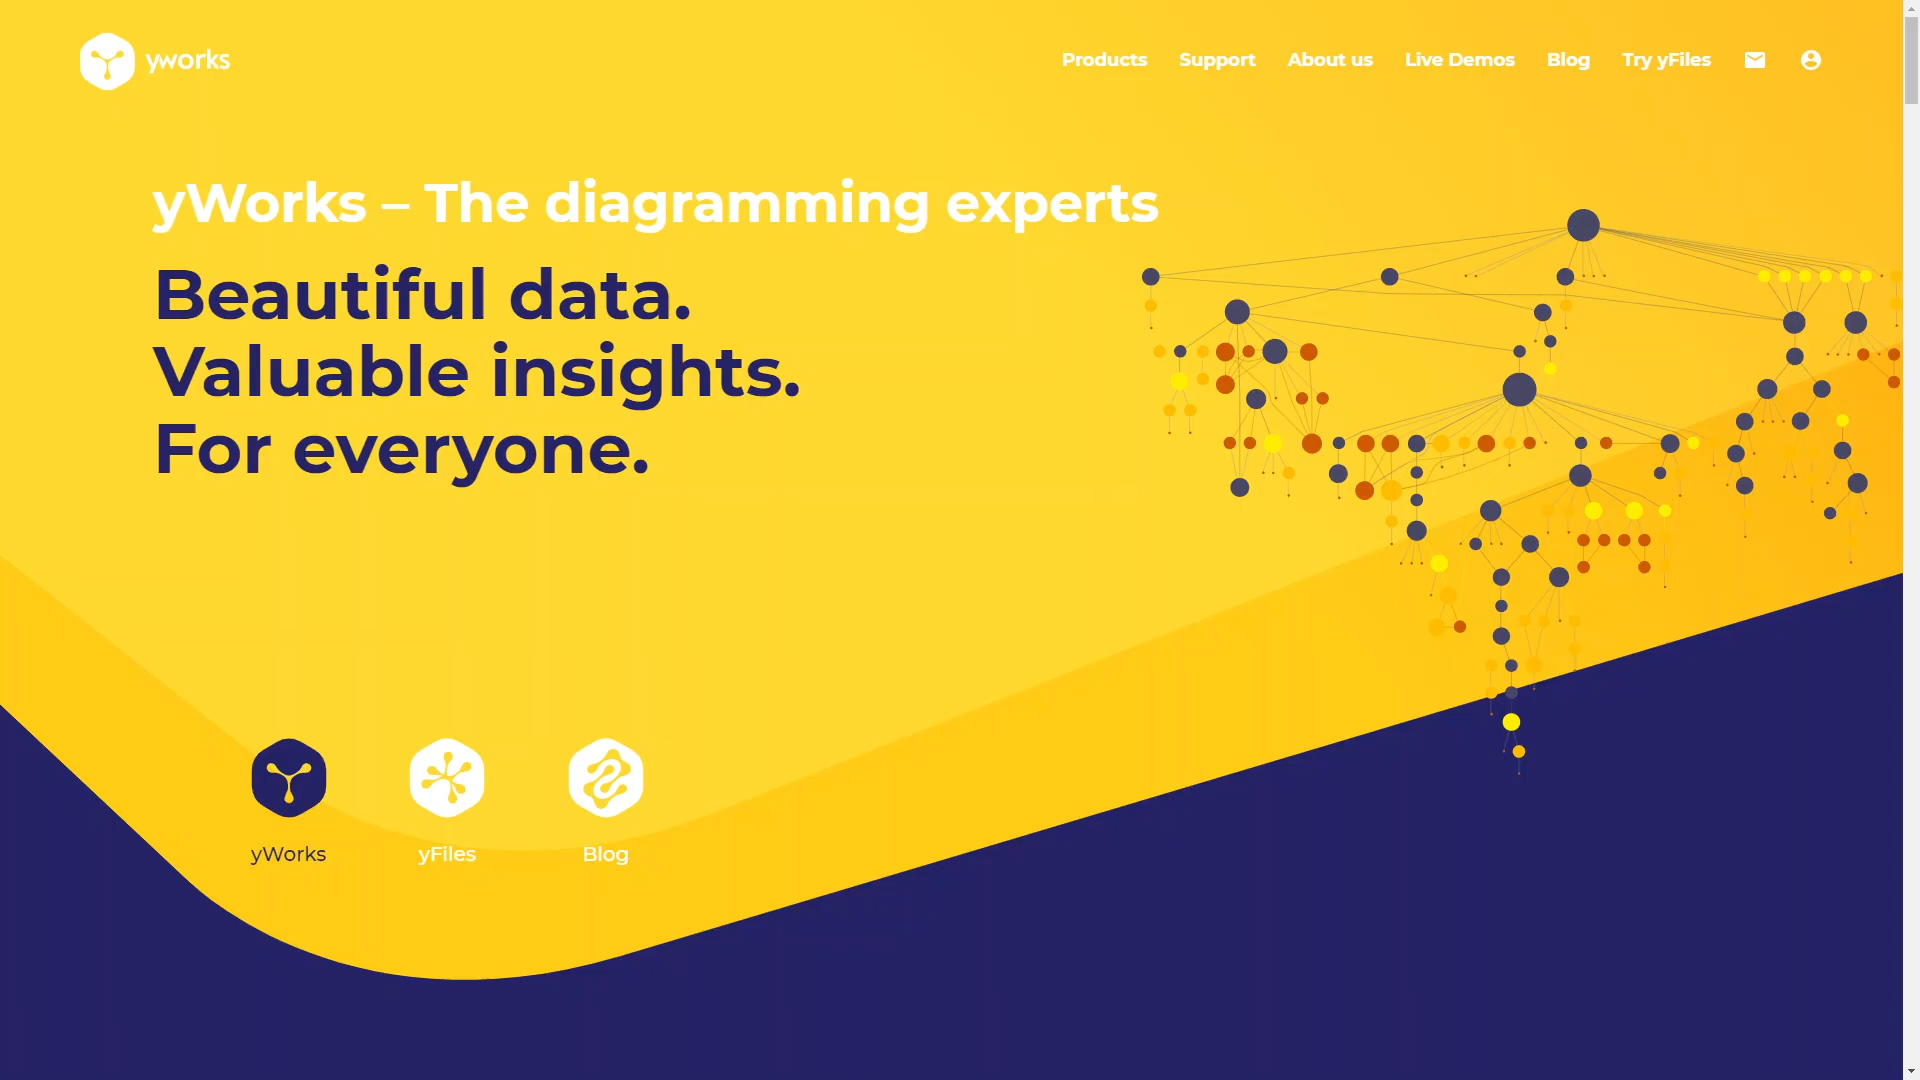 yworks
Products Support About us Live Demos Blog Try yFiles
yWorks – The diagramming experts
Beautiful data.
Valuable insights.
For everyone.
yWorks yFiles Blog